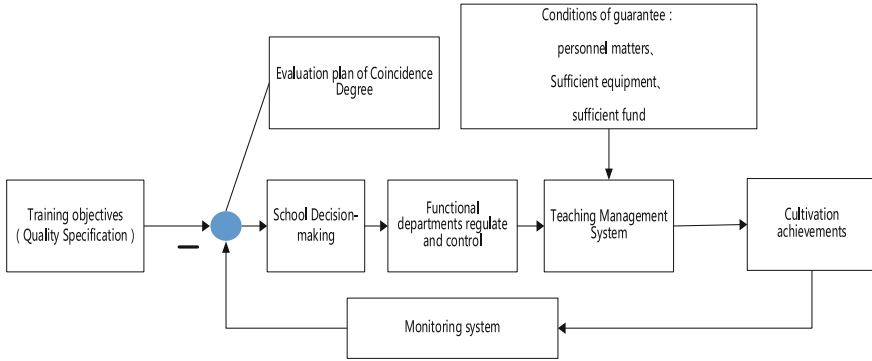 Conditions of guarantee :
personnel matters、
Sufficient equipment、
sufficient fund
Evaluation plan of Coincidence
Degree
Training objectives
( Quality Specification )
School Decision-
making
Functional
departments regulate
and control
Teaching Management
System
Cultivation
achievements
Monitoring system